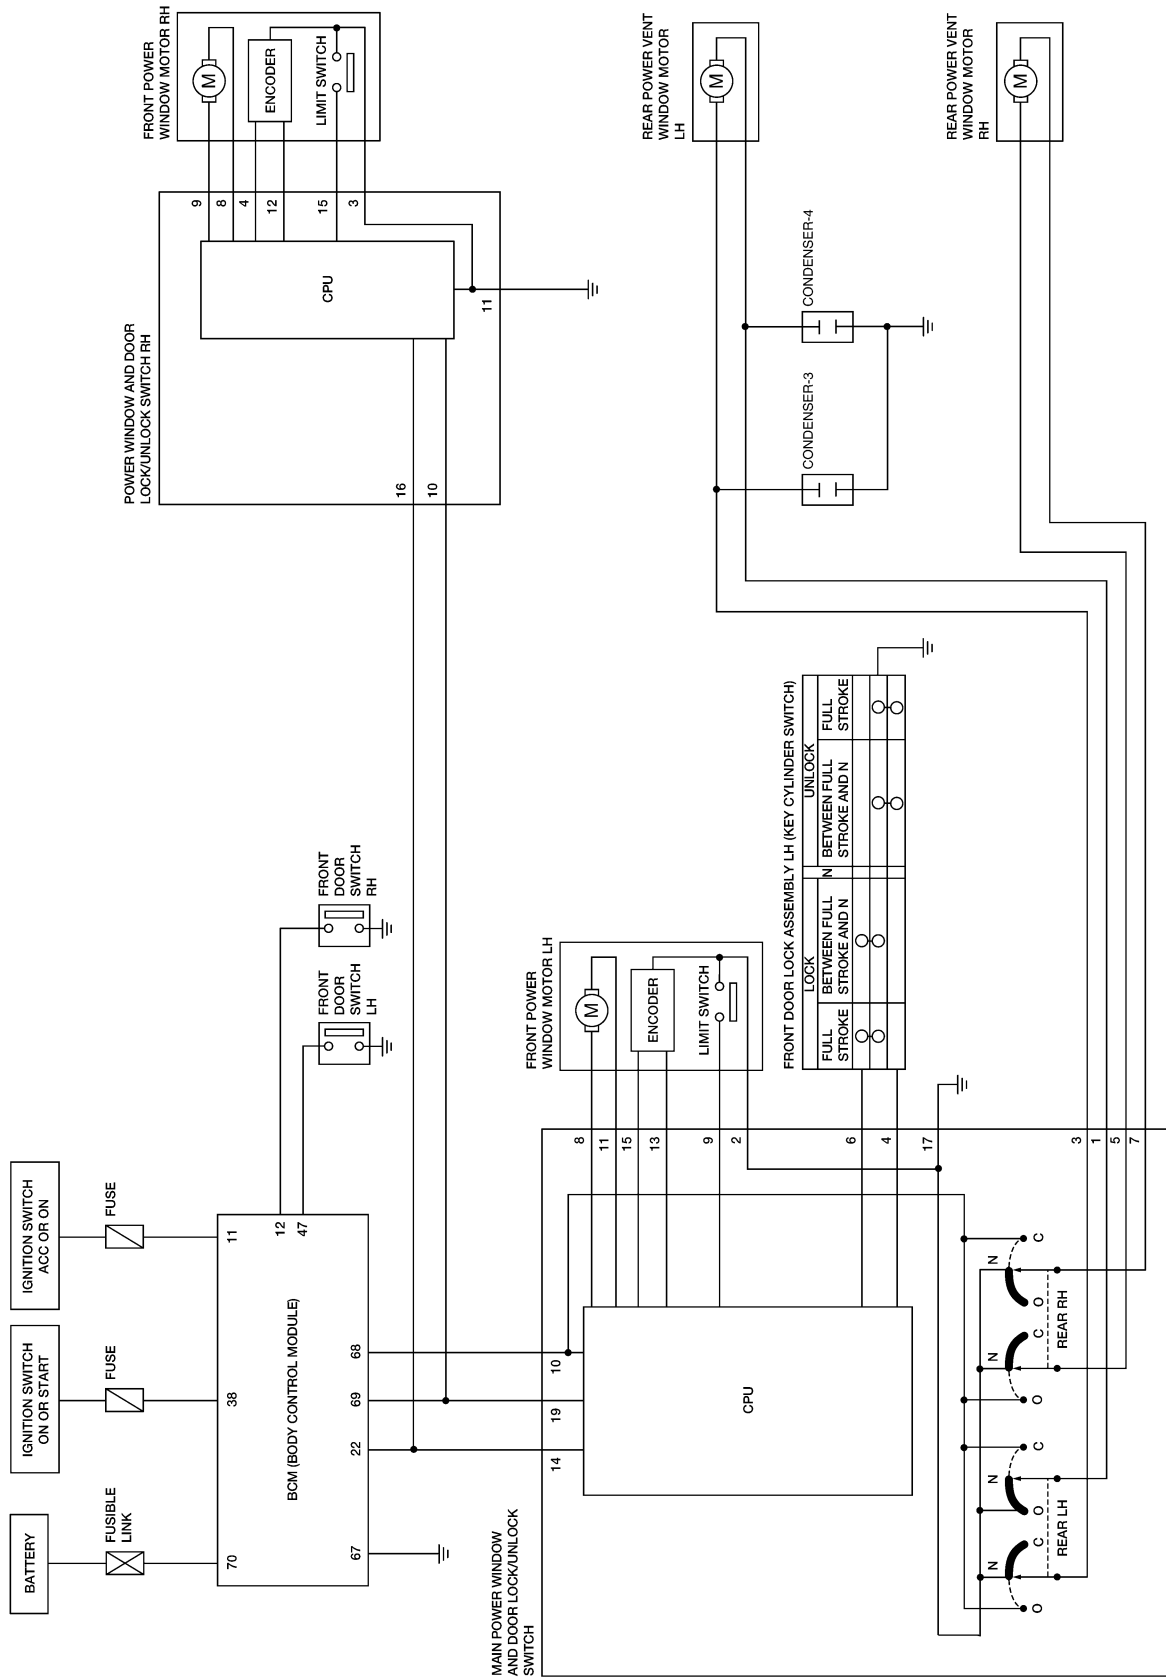 BATTERY
FUSIBLE
LINK
70
IGNITION SWITCH
ON OR START
FUSE
38
IGNITION SWITCH
ACC OR ON
FUSE
11
BCM (BODY CONTROL MODULE)
12
47
67
22
69
68
FRONT
DOOR
SWITCH
LH
FRONT
DOOR
SWITCH
RH
POWER WINDOW AND DOOR
LOCK/UNLOCK SWITCH RH
16
10
CPU
11
9
8
4
12
15
3
FRONT POWER
WINDOW MOTOR RH
M
ENCODER
LIMIT SWITCH
MAIN POWER WINDOW
AND DOOR LOCK/UNLOCK
SWITCH
14
19
10
CPU
8
11
15
13
9
2
6
4
17
3
1
5
7
FRONT POWER
WINDOW MOTOR LH
M
ENCODER
LIMIT SWITCH
FRONT DOOR LOCK ASSEMBLY LH (KEY CYLINDER SWITCH)
LOCK
N
UNLOCK
FULL
STROKE
BETWEEN FULL
STROKE AND N
BETWEEN FULL
STROKE AND N
FULL
STROKE
CONDENSER-3
CONDENSER-4
REAR POWER VENT
WINDOW MOTOR
LH
M
REAR POWER VENT
WINDOW MOTOR
RH
M
N
N
N
N
O
C
O
C
O
C
O
C
REAR LH
REAR RH